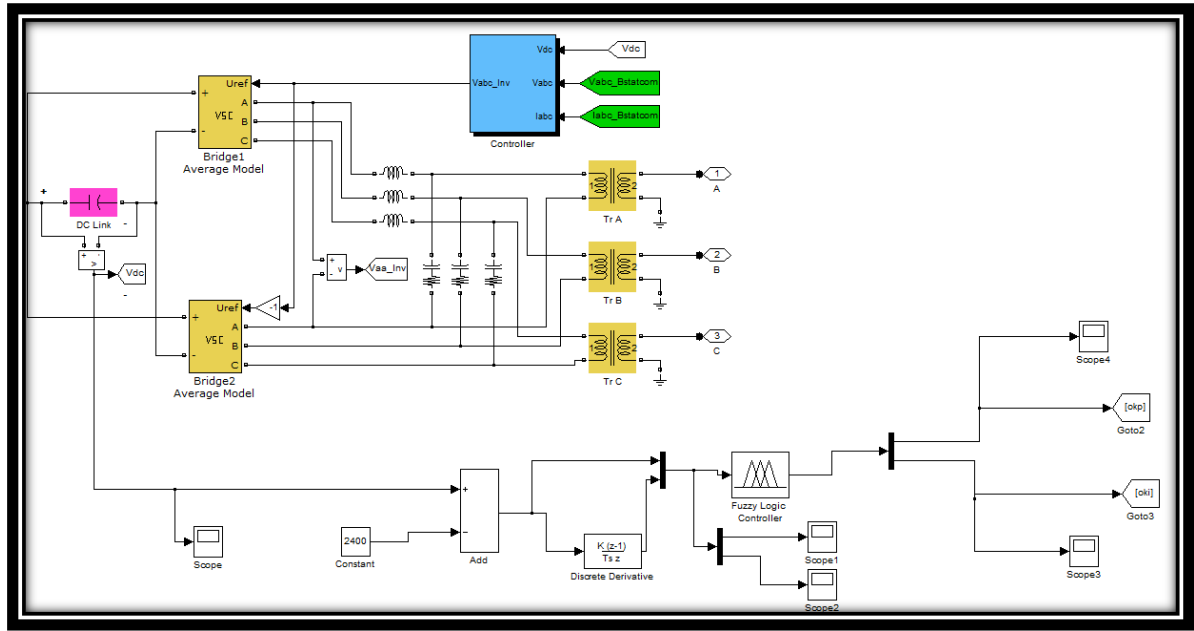 Vdc
Vabc
Iabc
Vabc_Inv
Controller
Vdc
Vabc_Bstatcom
Iabc_Bstatcom
Uref
+
A
VSC
B
-
C
Bridge1
Average Model
+
DC Link
-
+ -
v
Vdc
-
+
-
v
Vaa_Inv
-1
Uref
+
A
VSC
B
-
C
Bridge2
Average Model
1 2
Tr A
1
A
1 2
Tr B
2
B
1 2
Tr C
3
C
Scope
2400
Constant
+
-
Add
K (z-1)
Ts z
Discrete Derivative
Fuzzy Logic
Controller
Scope1
Scope2
Scope4
[okp]
Goto2
[oki]
Goto3
Scope3